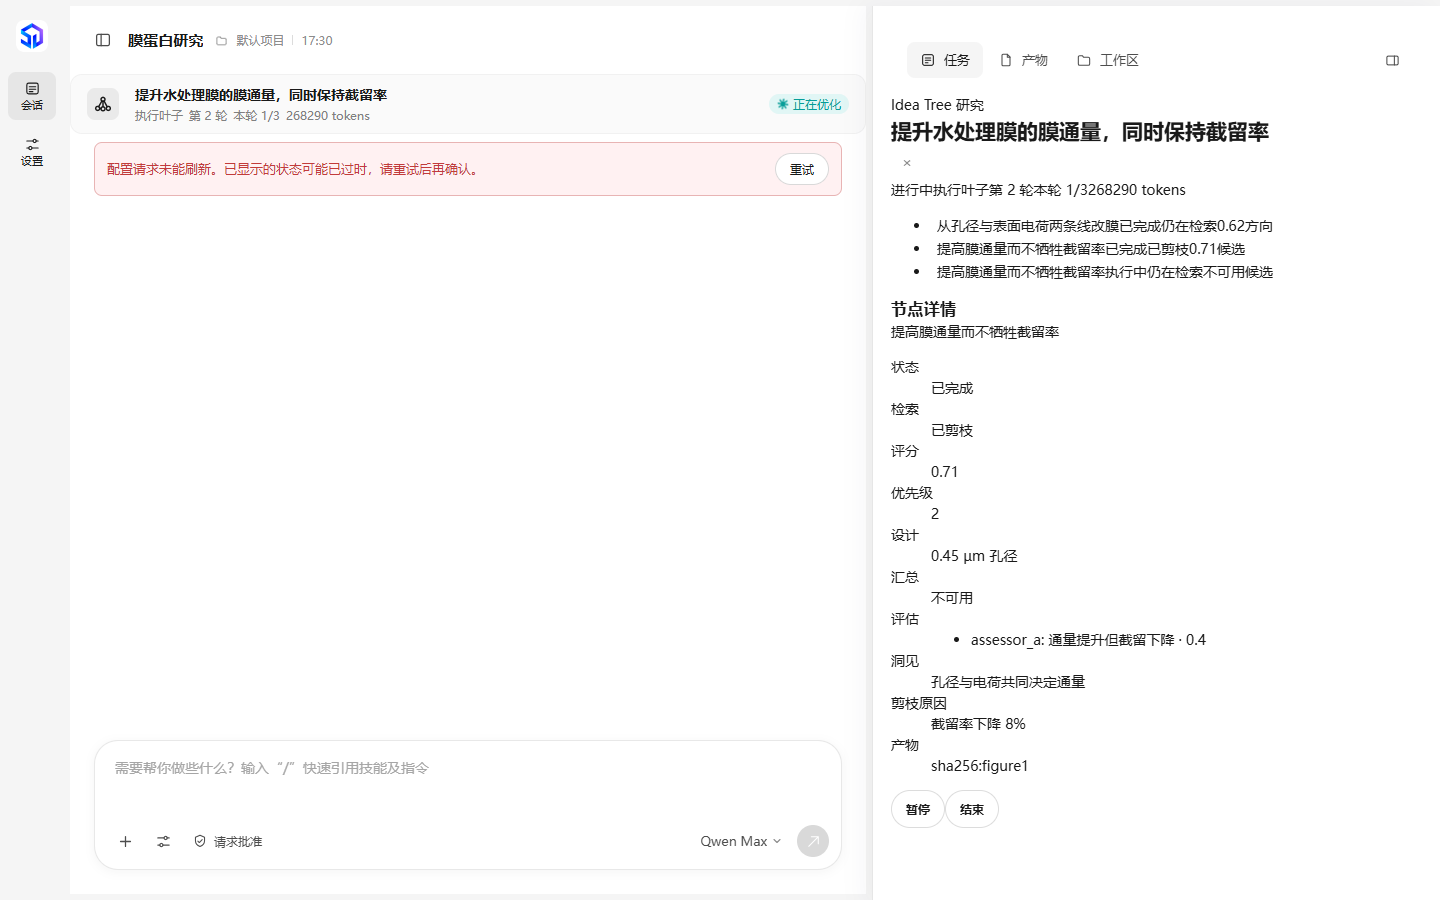 会话
设置
膜蛋白研究 默认项目 17:30
提升水处理膜的膜通量，同时保持截留率
执行叶子 第 2 轮 本轮 1/3 268290 tokens
正在优化
配置请求未能刷新。已显示的状态可能已过时，请重试后再确认。
重试
需要帮你做些什么？输入“/”快速引用技能及指令
请求批准
Qwen Max
任务 产物 工作区
Idea Tree 研究
提升水处理膜的膜通量，同时保持截留率
×
进行中执行叶子第 2 轮本轮 1/3268290 tokens
• 从孔径与表面电荷两条线改膜已完成仍在检索0.62方向
• 提高膜通量而不牺牲截留率已完成已剪枝0.71候选
• 提高膜通量而不牺牲截留率执行中仍在检索不可用候选
节点详情
提高膜通量而不牺牲截留率
状态
已完成
检索
已剪枝
评分
0.71
优先级
2
设计
0.45 μm 孔径
汇总
不可用
评估
• assessor_a: 通量提升但截留下降 · 0.4
洞见
孔径与电荷共同决定通量
剪枝原因
截留率下降 8%
产物
sha256:figure1
暂停 结束